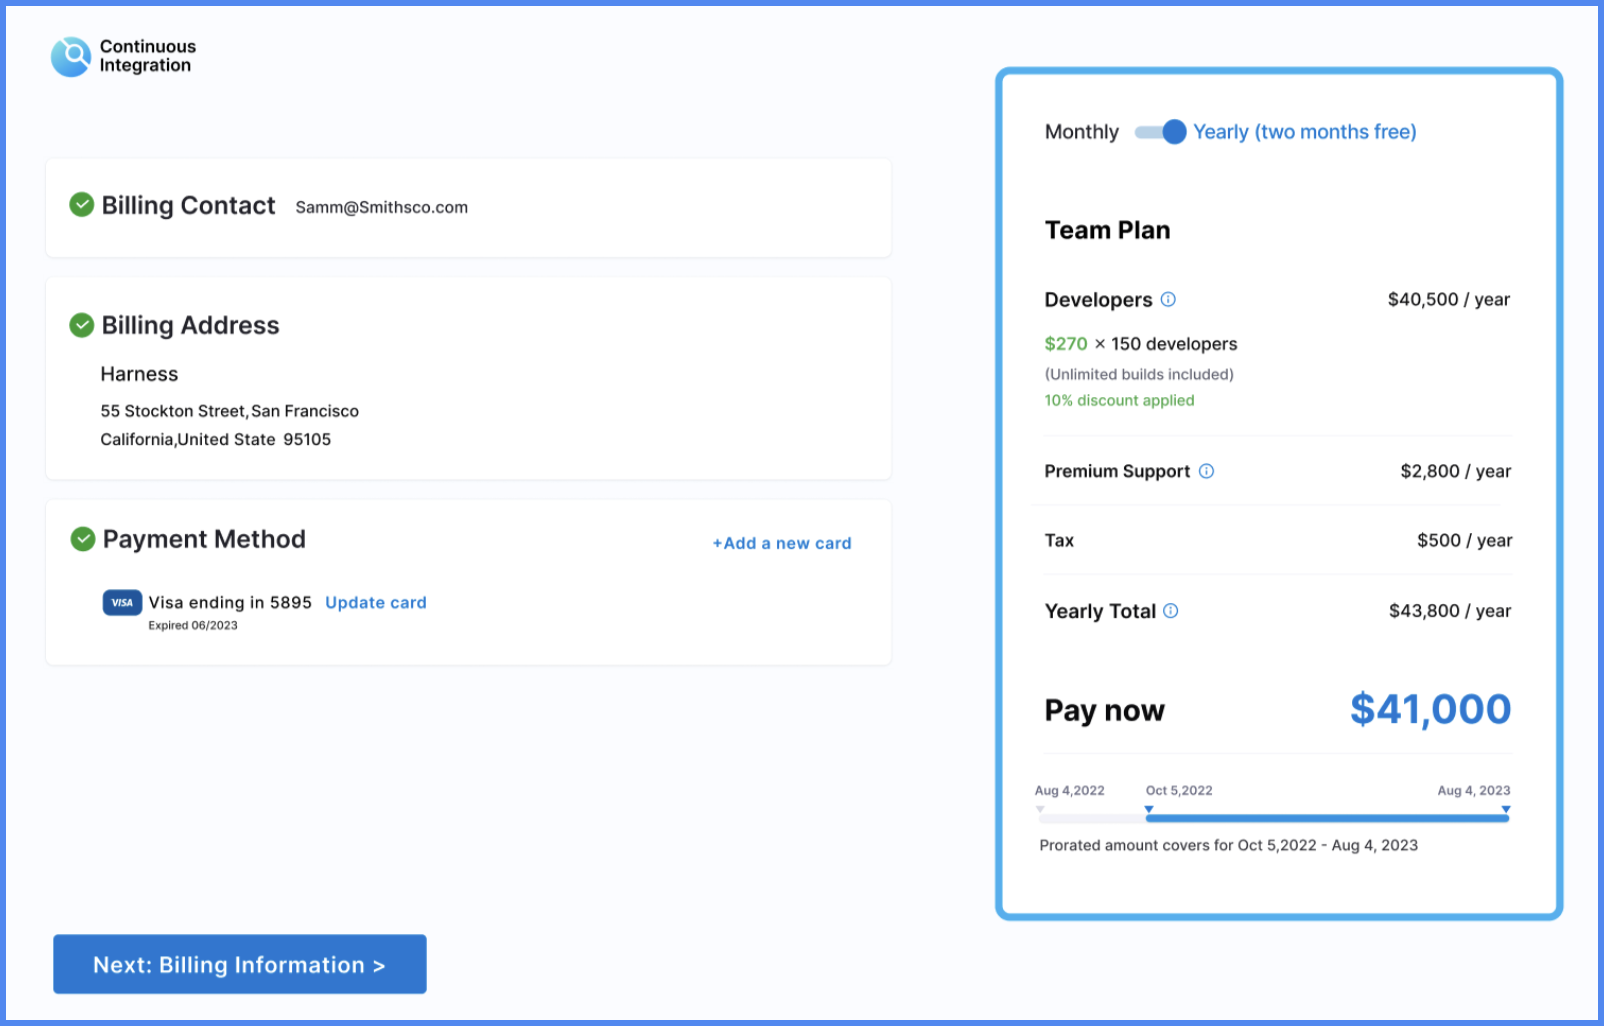 Continuous
Integration
Billing Contact Samm@Smithsco.com
Billing Address
Harness
55 Stockton Street,San Francisco
California,United State 95105
Payment Method +Add a new card
VISA Visa ending in 5895 Update card
Expired 06/2023
Next: Billing Information >
Monthly Yearly (two months free)
Team Plan
Developers $40,500 / year
$270 × 150 developers
(Unlimited builds included)
10% discount applied
Premium Support $2,800 / year
Tax $500 / year
Yearly Total $43,800 / year
Pay now $41,000
Aug 4,2022 Oct 5,2022 Aug 4, 2023
Prorated amount covers for Oct 5,2022 - Aug 4, 2023